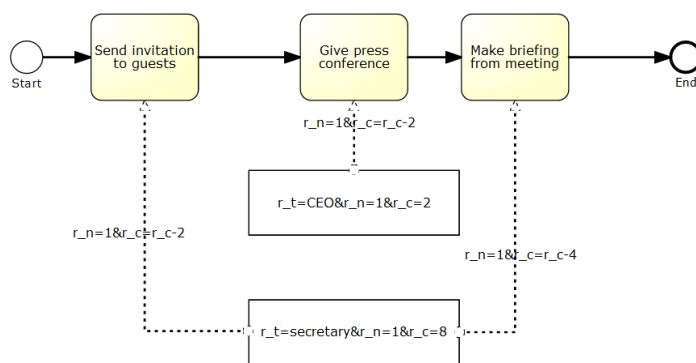 Send invitation
to guests
Give press
conference
Make briefing
from meeting
Start
End
r_n=1&r_c=r_c-2
r_t=CEO&r_n=1&r_c=2
r_n=1&r_c=r_c-2
r_n=1&r_c=r_c-4
r_t=secretary&r_n=1&r_c=8